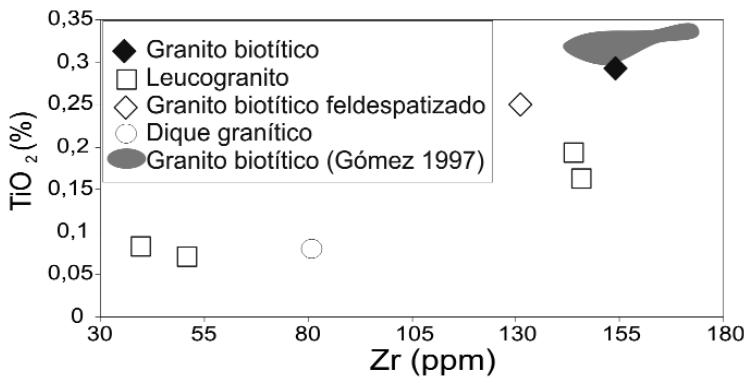 0,35
0,3
0,25
0,2
0,15
0,1
0,05
0
TiO2 (%)
Granito biotítico
Leucogranito
Granito biotítico feldespatizado
Dique granítico
Granito biotítico (Gómez 1997)
30 55 80 105 130 155 180
Zr (ppm)